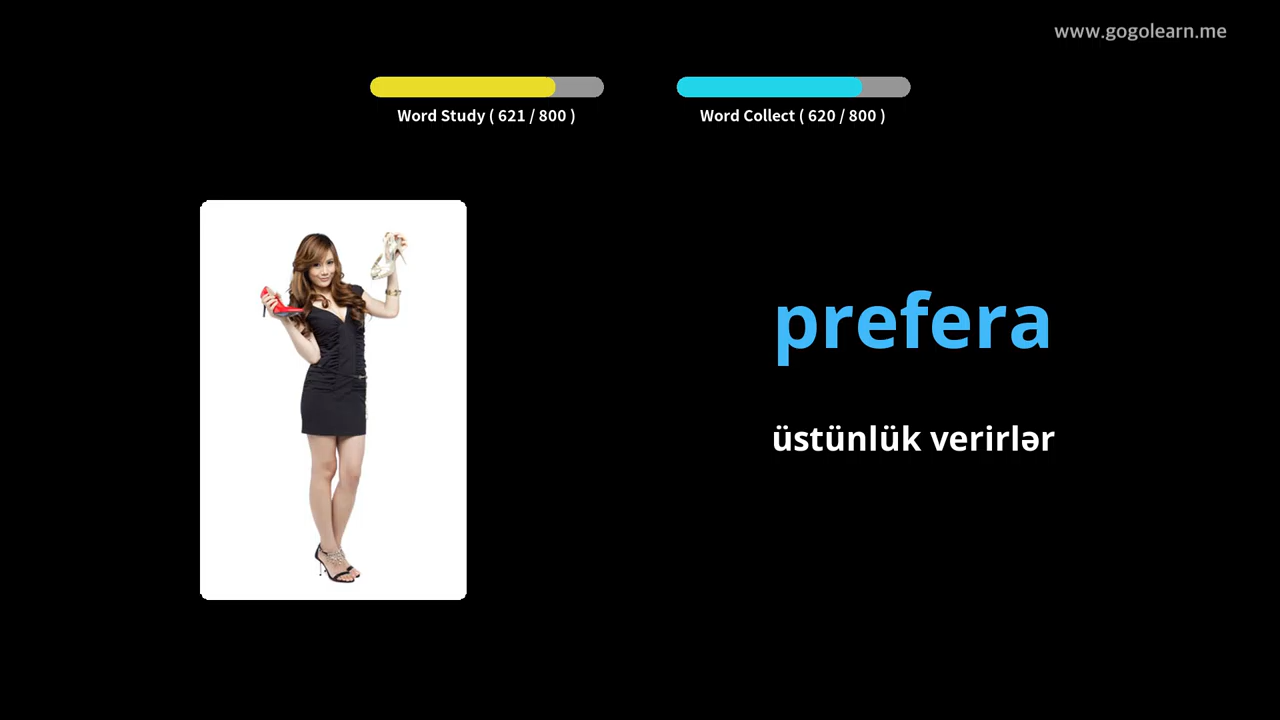 www.gogolearn.me
Word Study ( 621 / 800 )
Word Collect ( 620 / 800 )
prefera
üstünlük verirlər